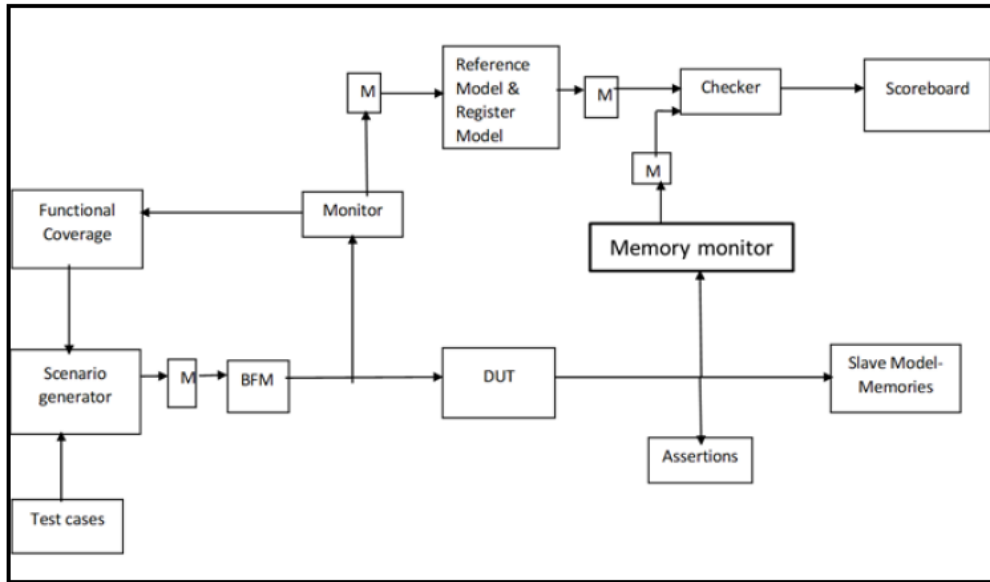 Reference
Model &
Register
Model
M
M
Checker
Scoreboard
M
Functional
Coverage
Monitor
Memory monitor
Scenario
generator
M
BFM
DUT
Slave Model-
Memories
Assertions
Test cases